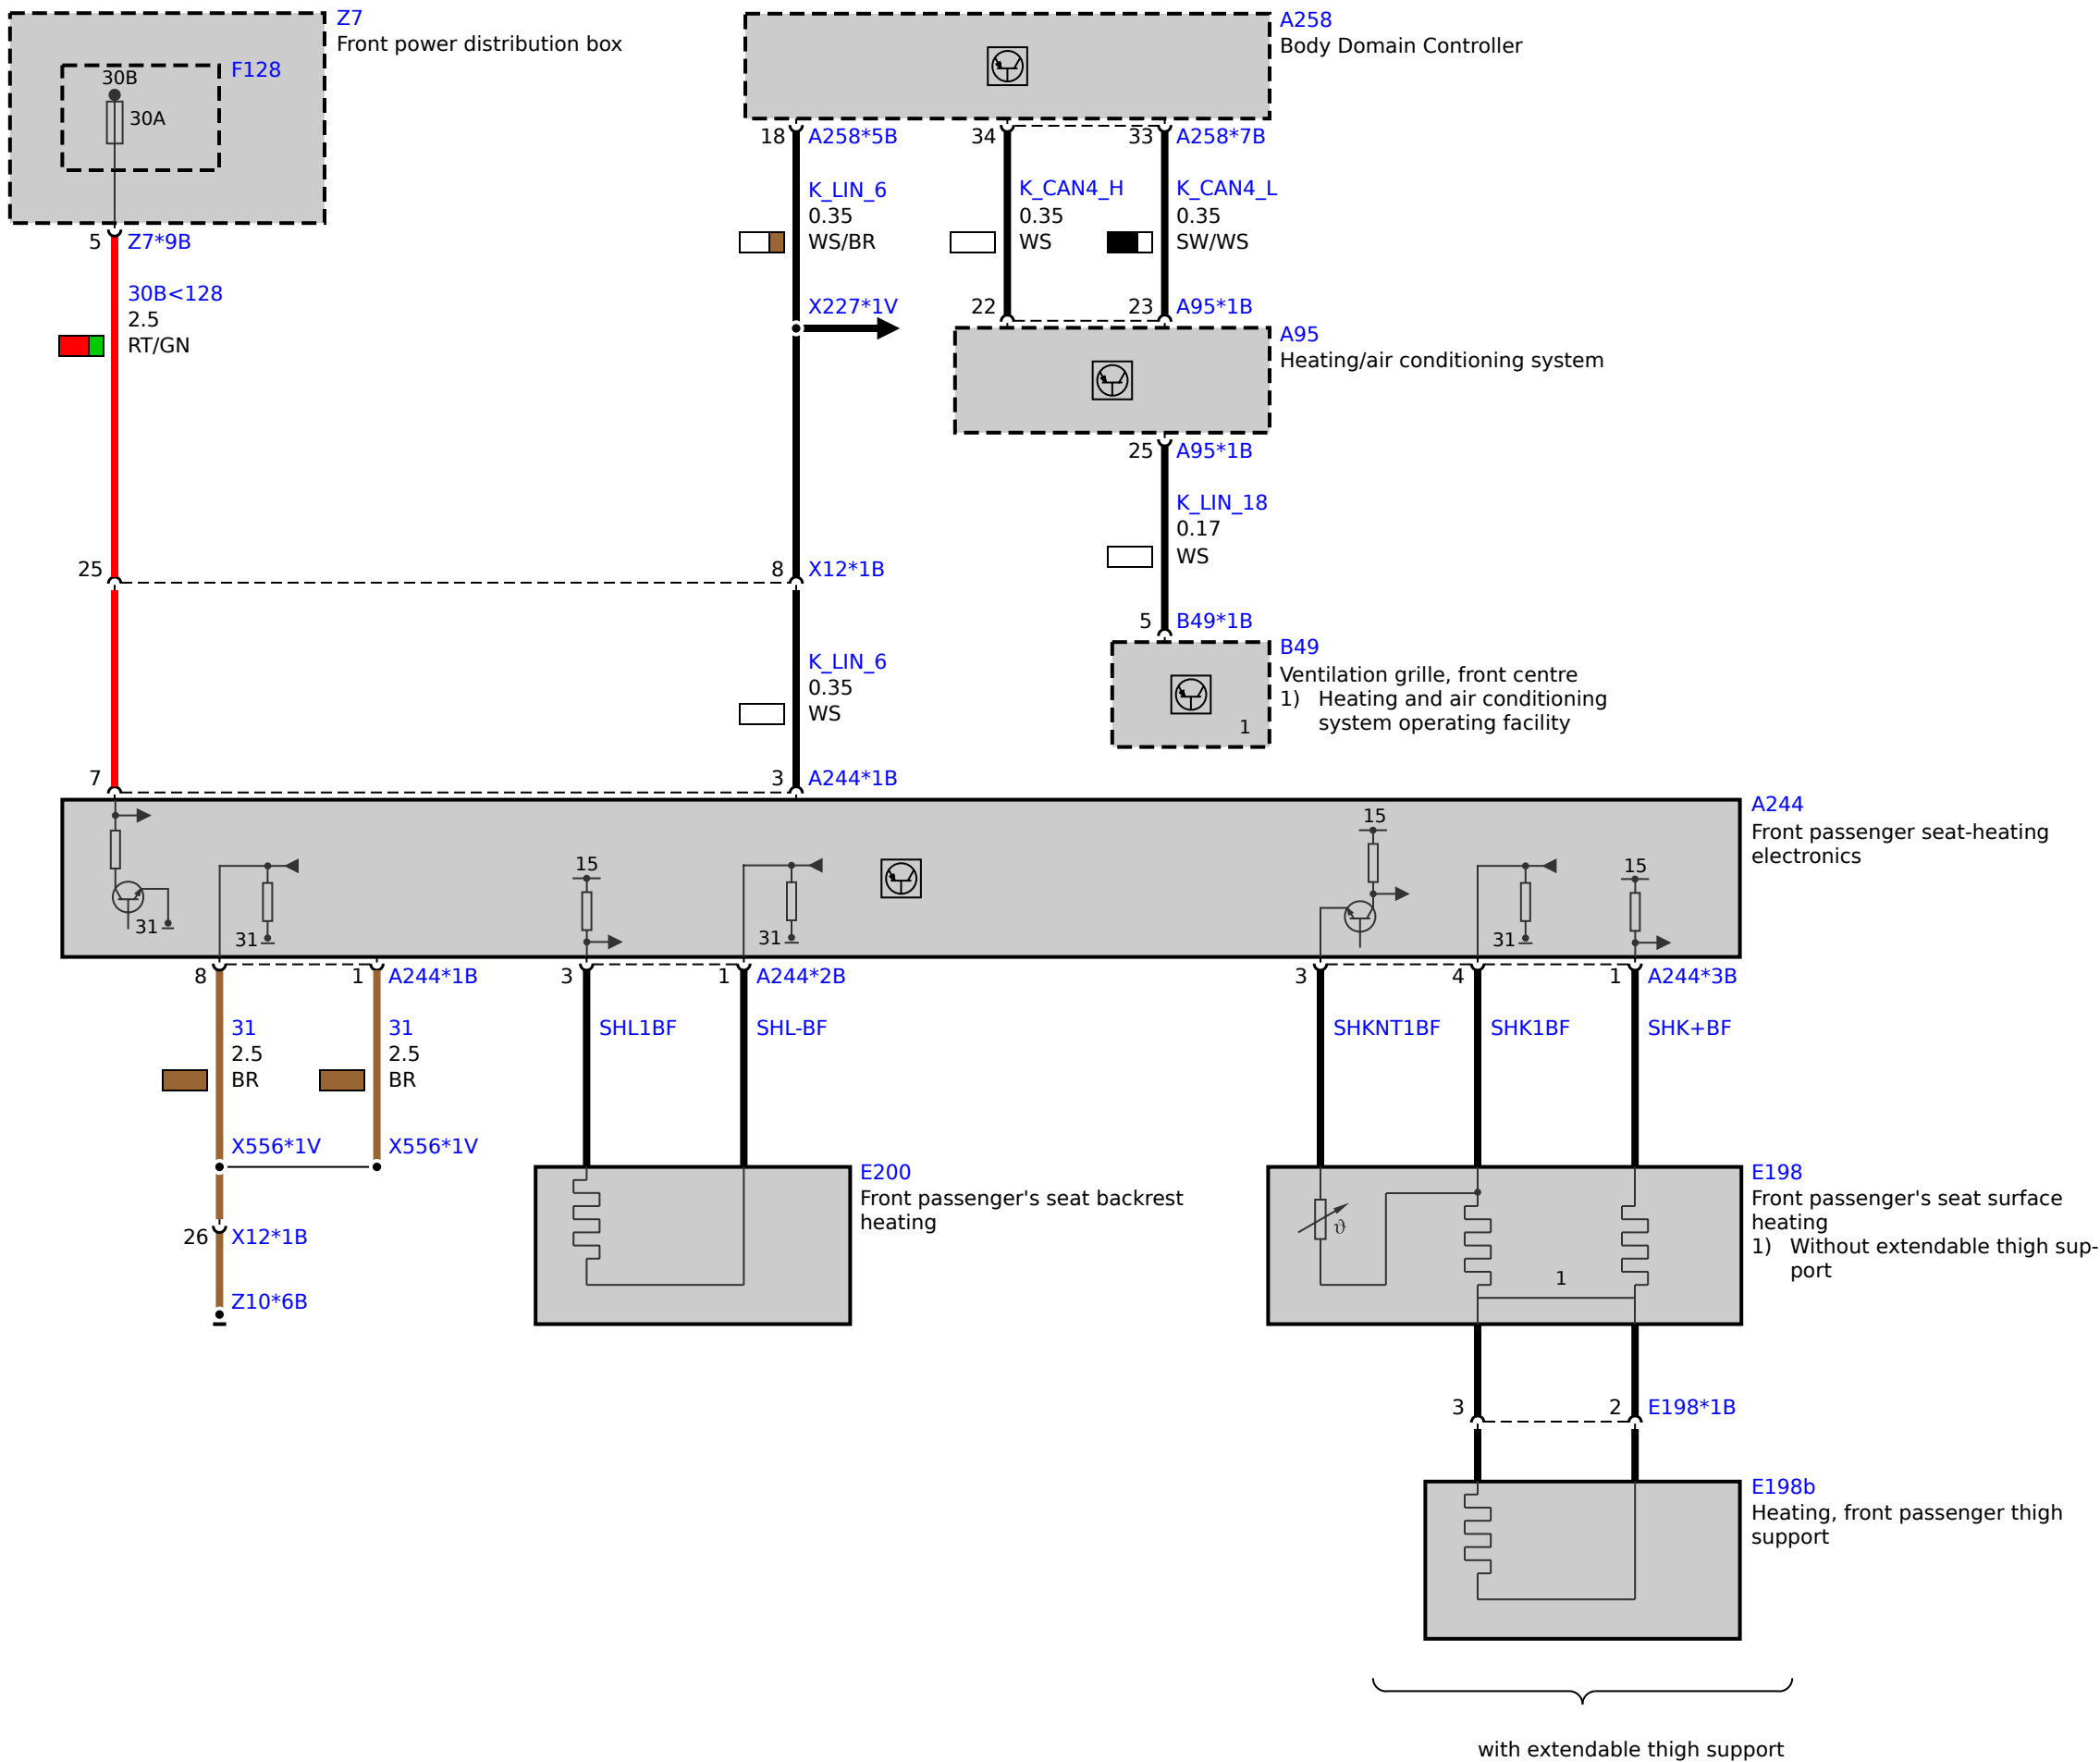 Z7
Front power distribution box
F128
30B
30A
5
Z7*9B
30B<128
2.5
RT/GN
A258
Body Domain Controller
18
A258*5B
34
33
A258*7B
K_LIN_6
0.35
WS/BR
K_CAN4_H
0.35
WS
K_CAN4_L
0.35
SW/WS
X227*1V
22
23
A95*1B
A95
Heating/air conditioning system
25
A95*1B
K_LIN_18
0.17
WS
25
8
X12*1B
5
B49*1B
B49
Ventilation grille, front centre
1) Heating and air conditioning
system operating facility
1
K_LIN_6
0.35
WS
7
3
A244*1B
A244
Front passenger seat-heating
electronics
31
31
15
31
15
31
15
8
1
A244*1B
3
1
A244*2B
3
4
1
A244*3B
31
2.5
BR
31
2.5
BR
SHL1BF
SHL-BF
SHKNT1BF
SHK1BF
SHK+BF
X556*1V
X556*1V
26
X12*1B
Z10*6B
E200
Front passenger's seat backrest
heating
E198
Front passenger's seat surface
heating
1) Without extendable thigh sup-
port
ϑ
1
3
2
E198*1B
E198b
Heating, front passenger thigh
support
with extendable thigh support